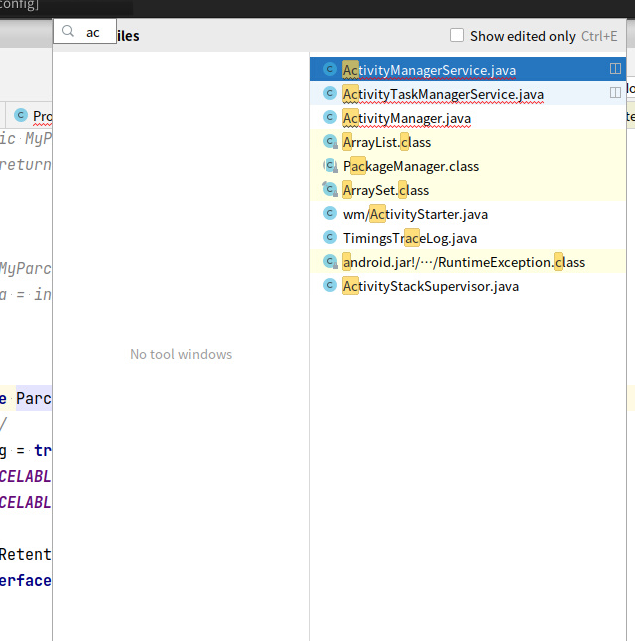 config]
ac
iles
Show edited only Ctrl+E
ActivityManagerService.java
ActivityTaskManagerService.java
ActivityManager.java
ArrayList.class
PackageManager.class
ArraySet.class
wm/ActivityStarter.java
TimingsTraceLog.java
android.jar!/···/RuntimeException.class
ActivityStackSupervisor.java
No tool windows
Pro
ic MyP
return
MyParc
a = in
e Parc
/
g = tr
CELABL
CELABL
Retent
erface
lo
te